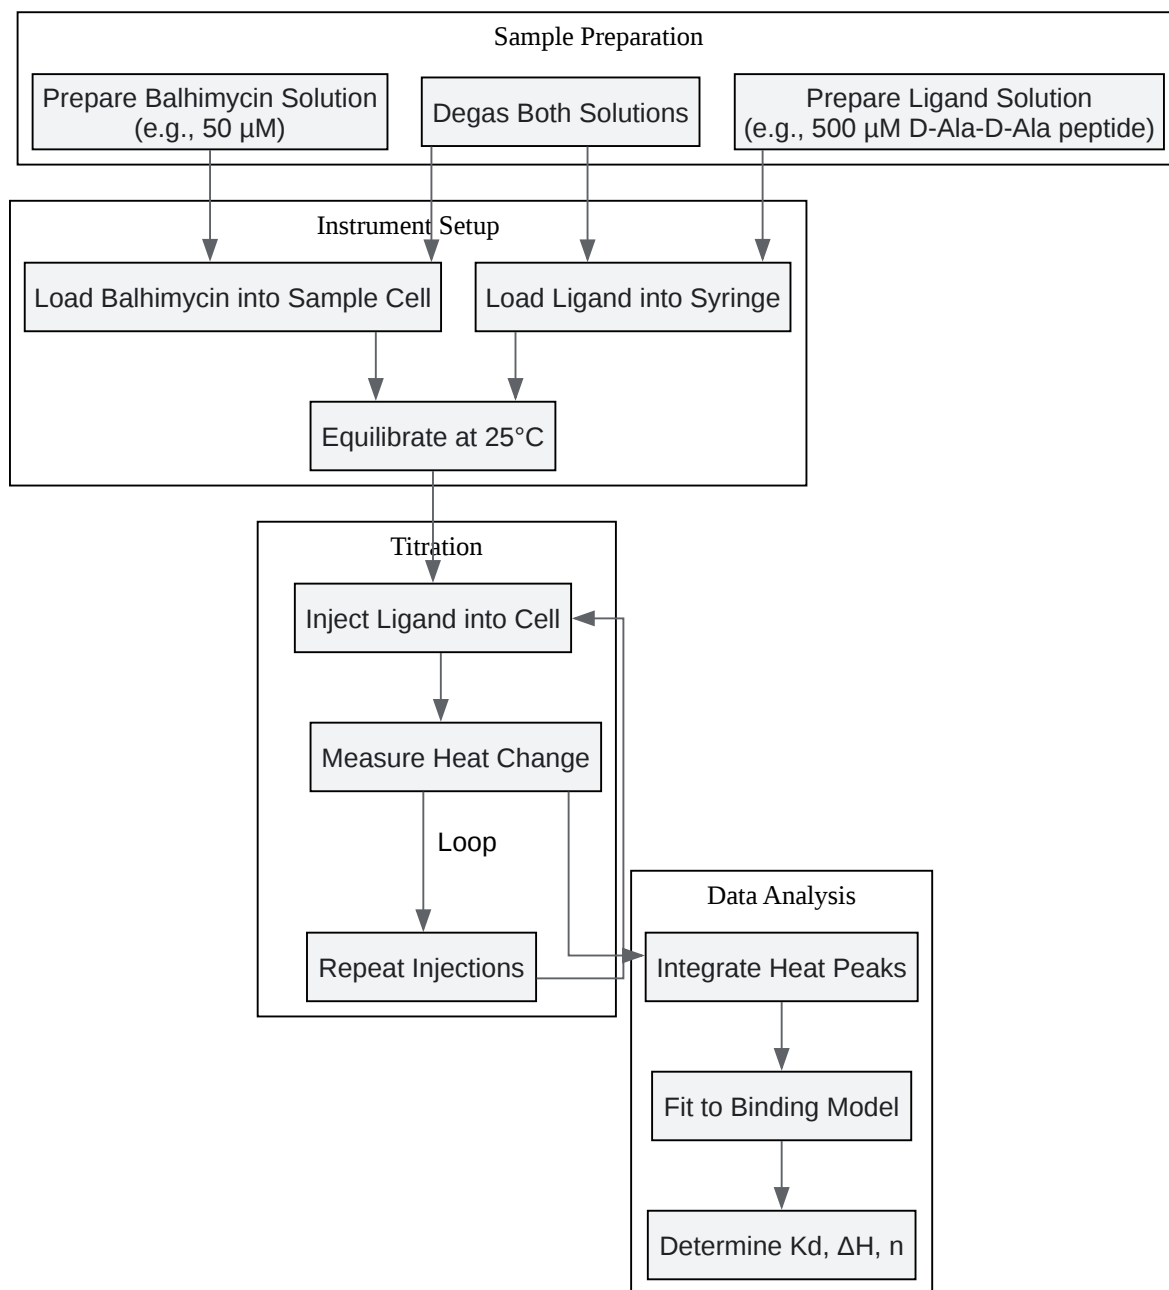 Sample Preparation
Prepare Balhimycin Solution
(e.g., 50 µM)
Degas Both Solutions
Prepare Ligand Solution
(e.g., 500 µM D-Ala-D-Ala peptide)
Instrument Setup
Load Balhimycin into Sample Cell
Load Ligand into Syringe
Equilibrate at 25°C
Titration
Inject Ligand into Cell
Measure Heat Change
Loop
Repeat Injections
Data Analysis
Integrate Heat Peaks
Fit to Binding Model
Determine Kd, ΔH, n